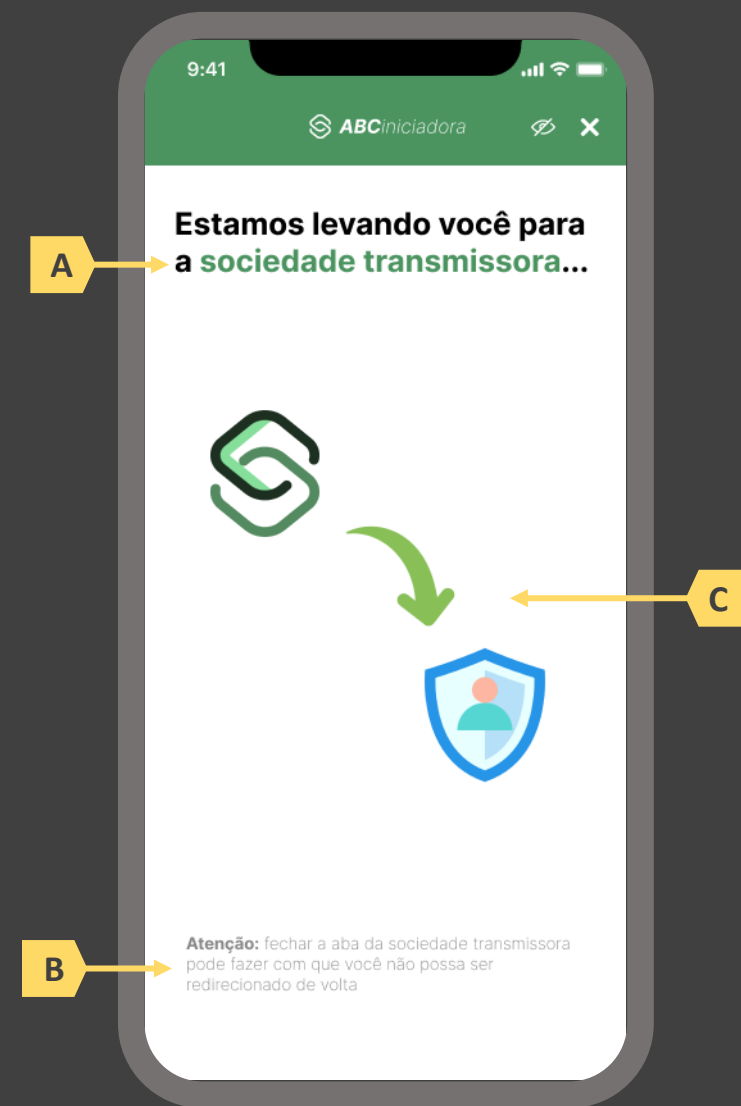 9:41
ABCiniciadora
Estamos levando você para
a sociedade transmissora...
A
C
Atenção: fechar a aba da sociedade transmissora
pode fazer com que você não possa ser
redirecionado de volta
B